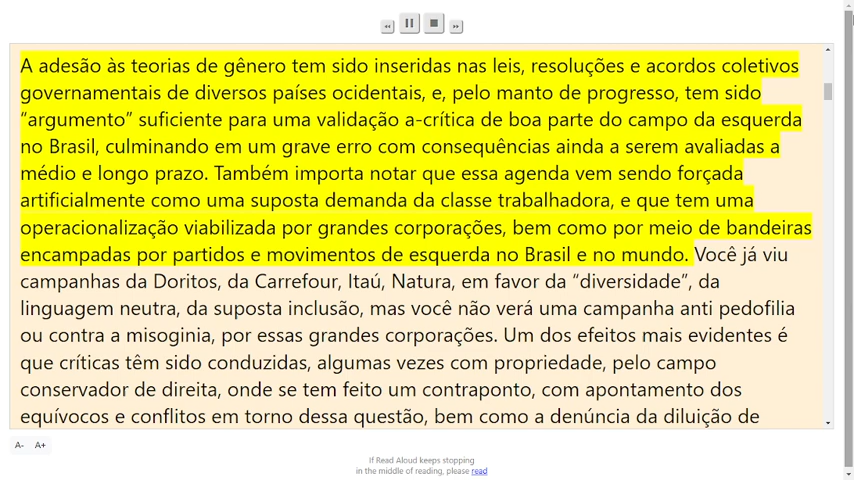 A adesão às teorias de gênero tem sido inseridas nas leis, resoluções e acordos coletivos
governamentais de diversos países ocidentais, e, pelo manto de progresso, tem sido
“argumento” suficiente para uma validação a-crítica de boa parte do campo da esquerda
no Brasil, culminando em um grave erro com consequências ainda a serem avaliadas a
médio e longo prazo. Também importa notar que essa agenda vem sendo forçada
artificialmente como uma suposta demanda da classe trabalhadora, e que tem uma
operacionalização viabilizada por grandes corporações, bem como por meio de bandeiras
encampadas por partidos e movimentos de esquerda no Brasil e no mundo. Você já viu
campanhas da Doritos, da Carrefour, Itaú, Natura, em favor da “diversidade”, da
linguagem neutra, da suposta inclusão, mas você não verá uma campanha anti pedofilia
ou contra a misoginia, por essas grandes corporações. Um dos efeitos mais evidentes é
que críticas têm sido conduzidas, algumas vezes com propriedade, pelo campo
conservador de direita, onde se tem feito um contraponto, com apontamento dos
equívocos e conflitos em torno dessa questão, bem como a denúncia da diluição de
A- A+
If Read Aloud keeps stopping
in the middle of reading, please read